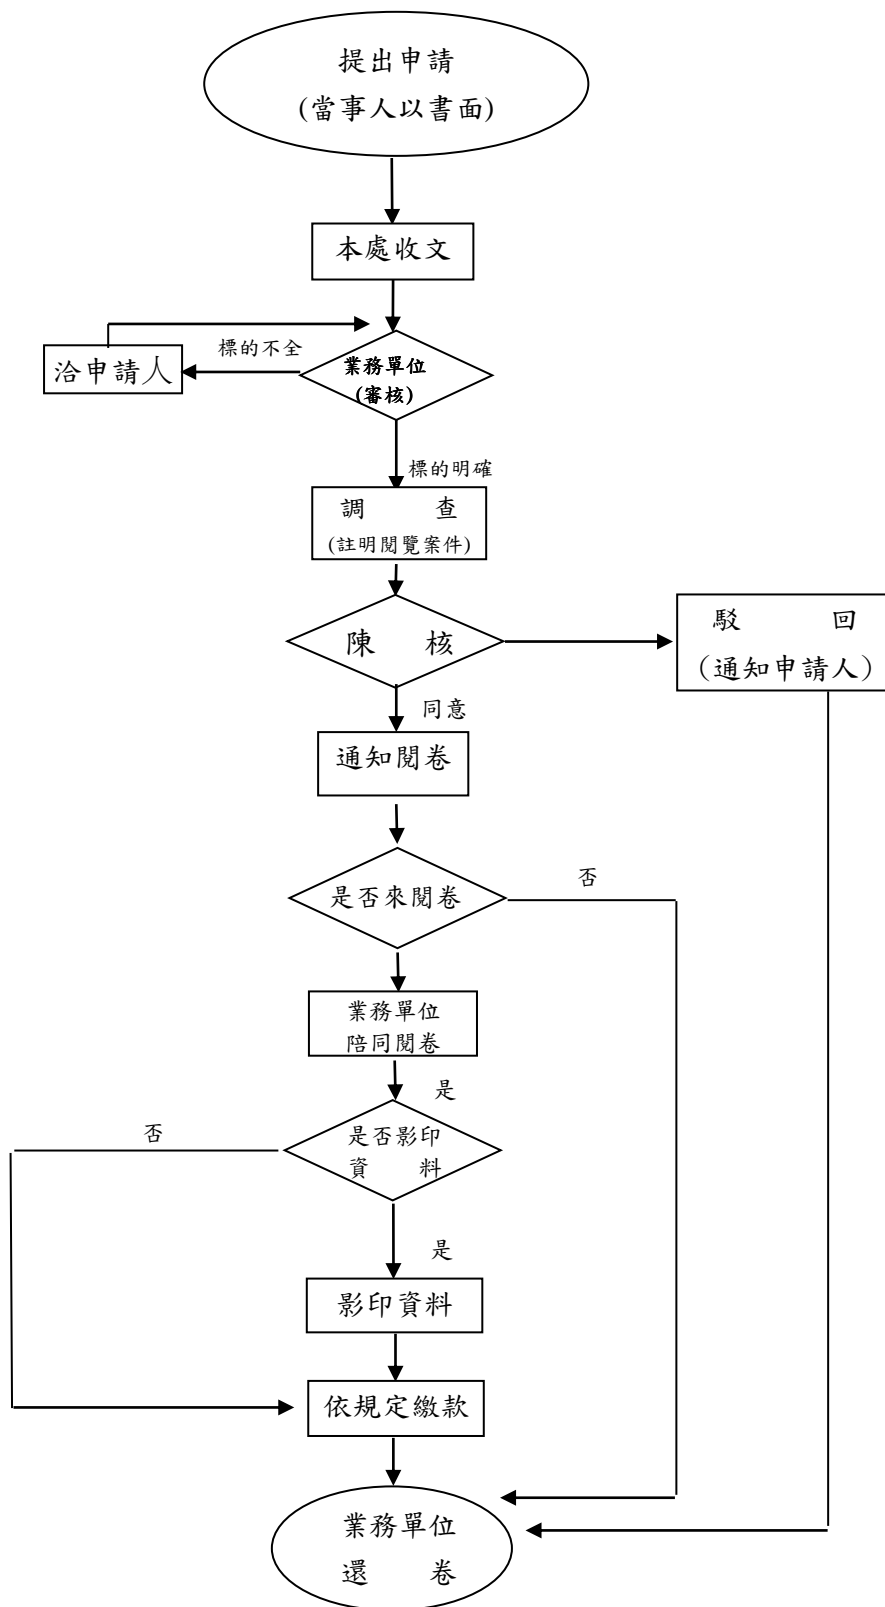 提出申請
(當事人以書面)
本處收文
標的不全
洽申請人
業務單位
(審核)
標的明確
調 查
(註明閱覽案件)
陳 核
駁 回
(通知申請人)
同意
通知閱卷
是否來閱卷
否
業務單位
陪同閱卷
是
否
是否影印
資 料
是
影印資料
依規定繳款
業務單位
還 卷